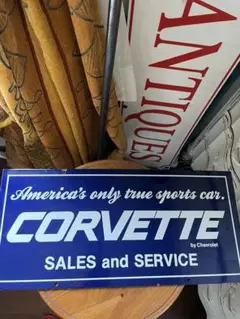 ANTIQUES
America's only true sports car.
CORVETTE
by Chevrolet
SALES and SERVICE